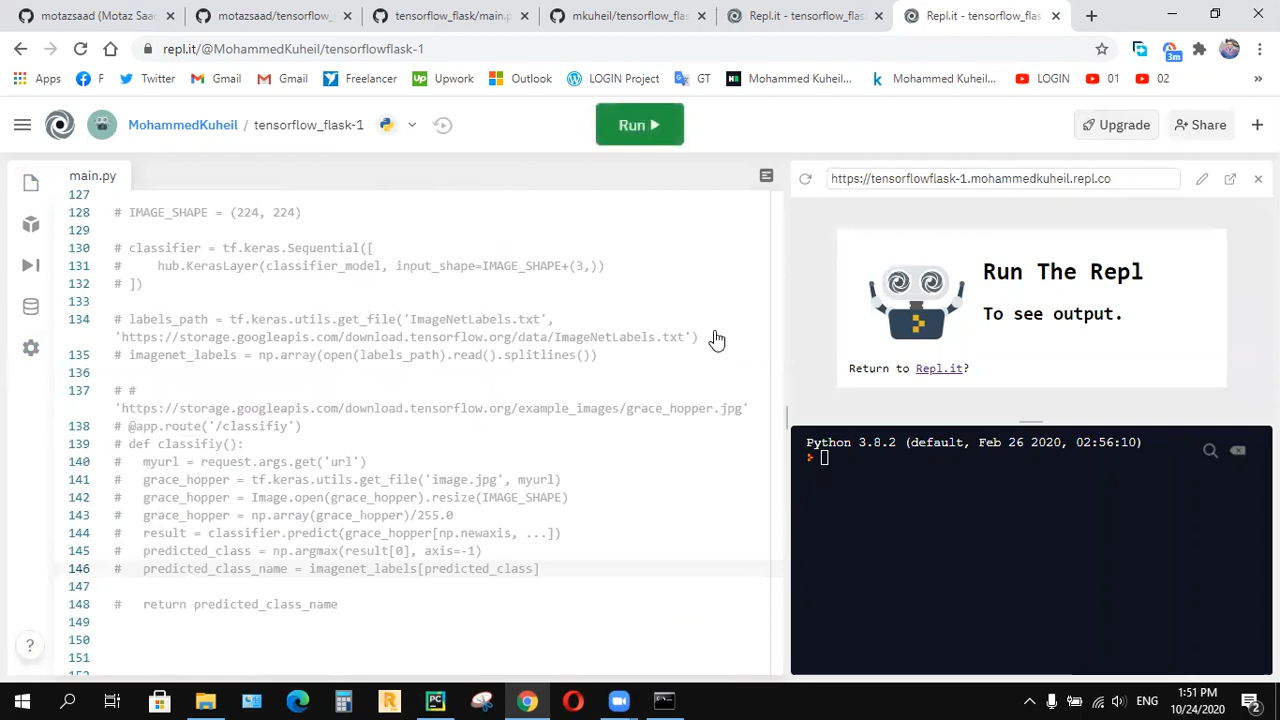 motazsaad (Motaz Saa
motazsaad/tensorflow_
tensorflow_flask/main.p
mkuheil/tensorflow_flas
Repl.it - tensorflow_flas
Repl.it - tensorflow_flas
repl.it/@MohammedKuheil/tensorflowflask-1
3m
Apps
F
Twitter
Gmail
Gmail
Freelancer
Upwork
Outlook
LOGIN Project
GT
Mohammed Kuheil...
Mohammed Kuheil...
LOGIN
01
02
»
MohammedKuheil / tensorflow_flask-1
Run
Upgrade
Share
main.py
https://tensorflowflask-1.mohammedkuheil.repl.co
127
128 # IMAGE_SHAPE = (224, 224)
129
130 # classifier = tf.keras.Sequential([
131 #     hub.KerasLayer(classifier_model, input_shape=IMAGE_SHAPE+(3,))
132 # ])
133
134 # labels_path = tf.keras.utils.get_file('ImageNetLabels.txt',
'https://storage.googleapis.com/download.tensorflow.org/data/ImageNetLabels.txt')
135 # imagenet_labels = np.array(open(labels_path).read().splitlines())
136
137 # #
'https://storage.googleapis.com/download.tensorflow.org/example_images/grace_hopper.jpg'
138 # @app.route('/classifiy')
139 # def classifiy():
140 #   myurl = request.args.get('url')
141 #   grace_hopper = tf.keras.utils.get_file('image.jpg', myurl)
142 #   grace_hopper = Image.open(grace_hopper).resize(IMAGE_SHAPE)
143 #   grace_hopper = np.array(grace_hopper)/255.0
144 #   result = classifier.predict(grace_hopper[np.newaxis, ...])
145 #   predicted_class = np.argmax(result[0], axis=-1)
146 #   predicted_class_name = imagenet_labels[predicted_class]
147
148 #   return predicted_class_name
149
150
151
Run The Repl
To see output.
Return to Repl.it?
Python 3.8.2 (default, Feb 26 2020, 02:56:10)
?
ENG
1:51 PM
10/24/2020
2